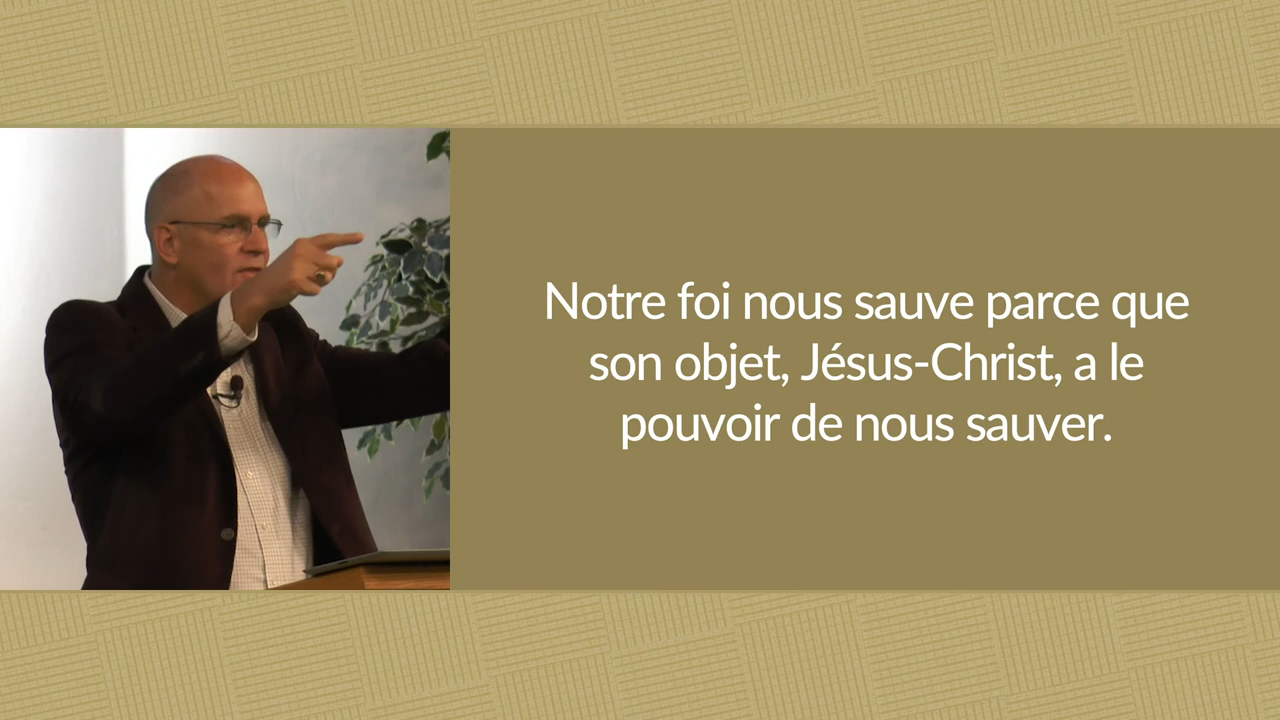 Notre foi nous sauve parce que
son objet, Jésus-Christ, a le
pouvoir de nous sauver.